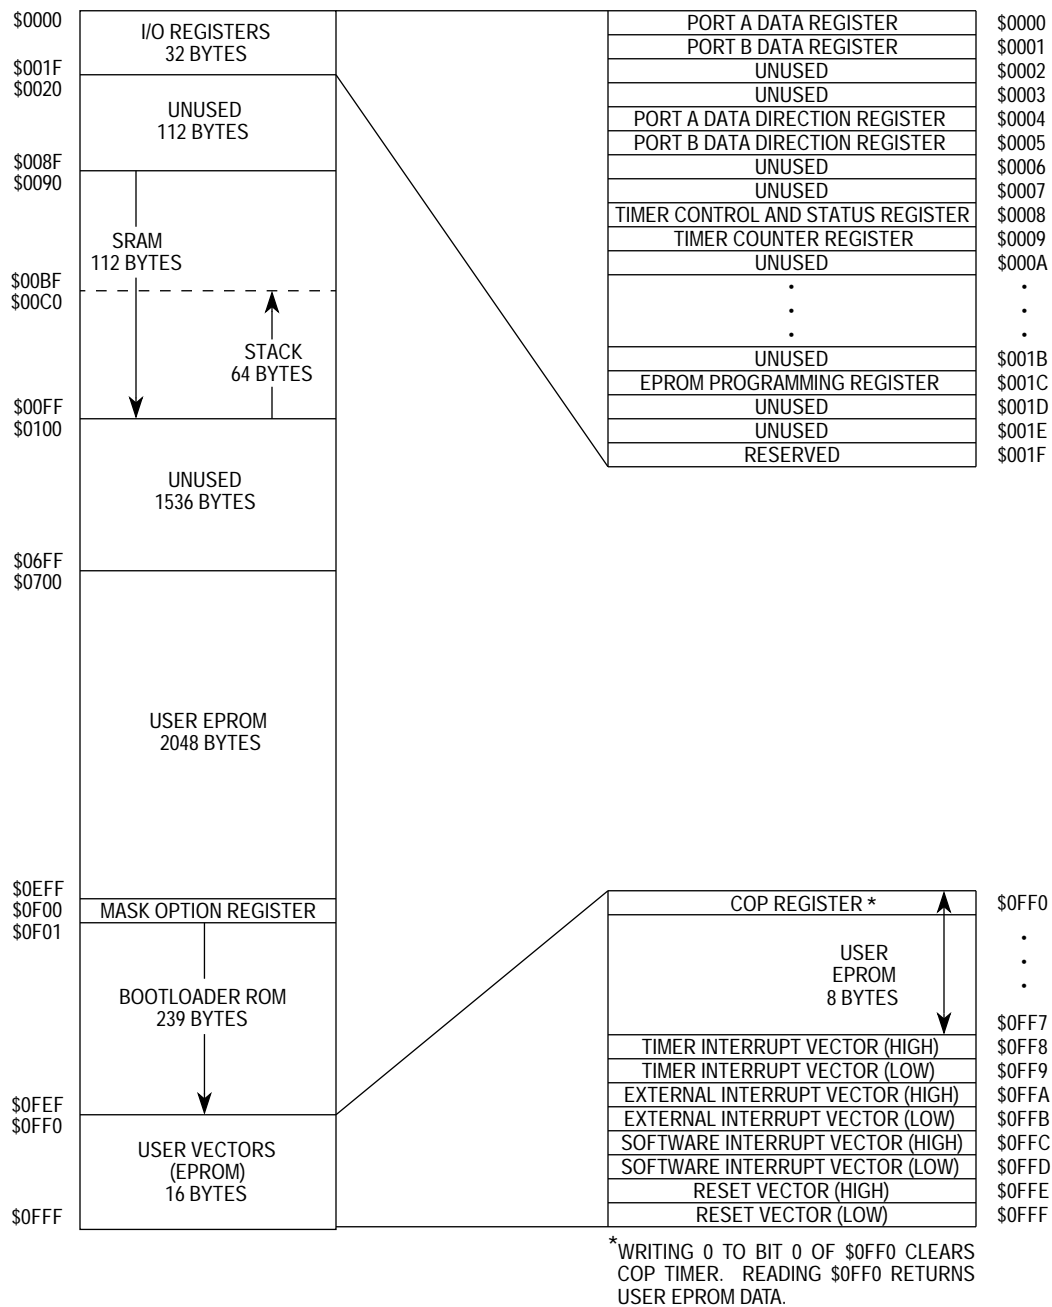 $0000
I/O REGISTERS
32 BYTES
$001F
$0020
UNUSED
112 BYTES
$008F
$0090
SRAM
112 BYTES
$00BF
$00C0
STACK
64 BYTES
$00FF
$0100
UNUSED
1536 BYTES
$06FF
$0700
USER EPROM
2048 BYTES
$0EFF
$0F00 MASK OPTION REGISTER
$0F01
BOOTLOADER ROM
239 BYTES
$0FEF
$0FF0
USER VECTORS
(EPROM)
16 BYTES
$0FFF
PORT A DATA REGISTER $0000
PORT B DATA REGISTER $0001
UNUSED $0002
UNUSED $0003
PORT A DATA DIRECTION REGISTER $0004
PORT B DATA DIRECTION REGISTER $0005
UNUSED $0006
UNUSED $0007
TIMER CONTROL AND STATUS REGISTER $0008
TIMER COUNTER REGISTER $0009
UNUSED $000A
UNUSED $001B
EPROM PROGRAMMING REGISTER $001C
UNUSED $001D
UNUSED $001E
RESERVED $001F
COP REGISTER * $0FF0
USER
EPROM
8 BYTES
$0FF7
TIMER INTERRUPT VECTOR (HIGH) $0FF8
TIMER INTERRUPT VECTOR (LOW) $0FF9
EXTERNAL INTERRUPT VECTOR (HIGH) $0FFA
EXTERNAL INTERRUPT VECTOR (LOW) $0FFB
SOFTWARE INTERRUPT VECTOR (HIGH) $0FFC
SOFTWARE INTERRUPT VECTOR (LOW) $0FFD
RESET VECTOR (HIGH) $0FFE
RESET VECTOR (LOW) $0FFF
*WRITING 0 TO BIT 0 OF $0FF0 CLEARS
COP TIMER. READING $0FF0 RETURNS
USER EPROM DATA.